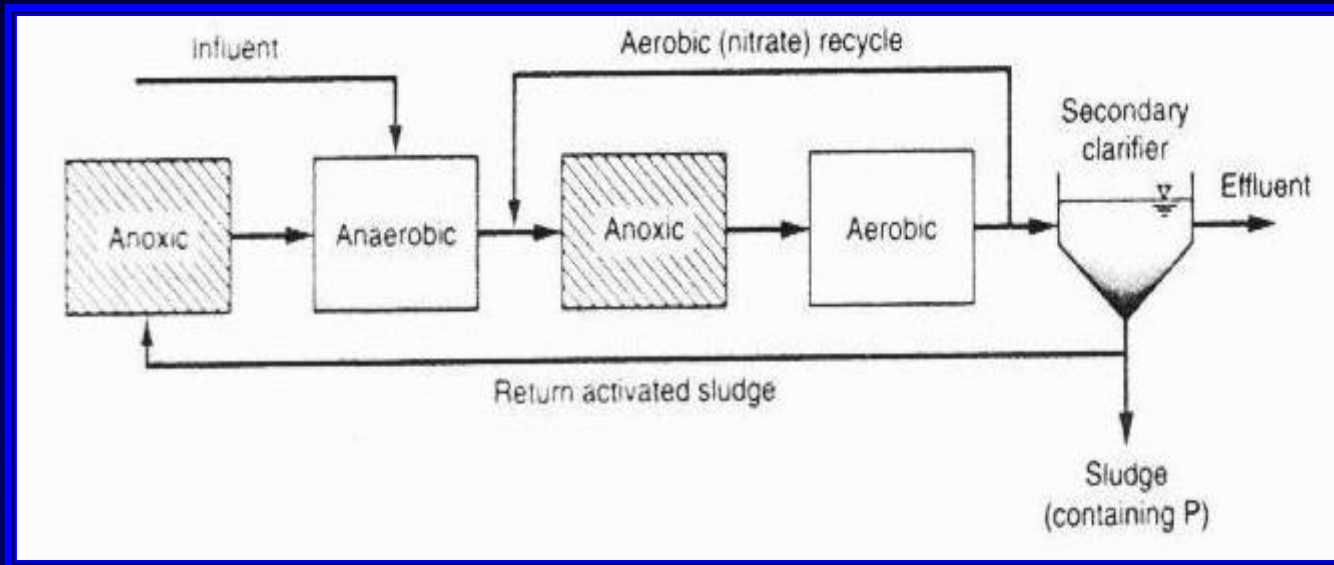 Influent
Aerobic (nitrate) recycle
Secondary
clarifier
Effluent
Anoxic
Anaerobic
Anoxic
Aerobic
Return activated sludge
Sludge
(containing P)